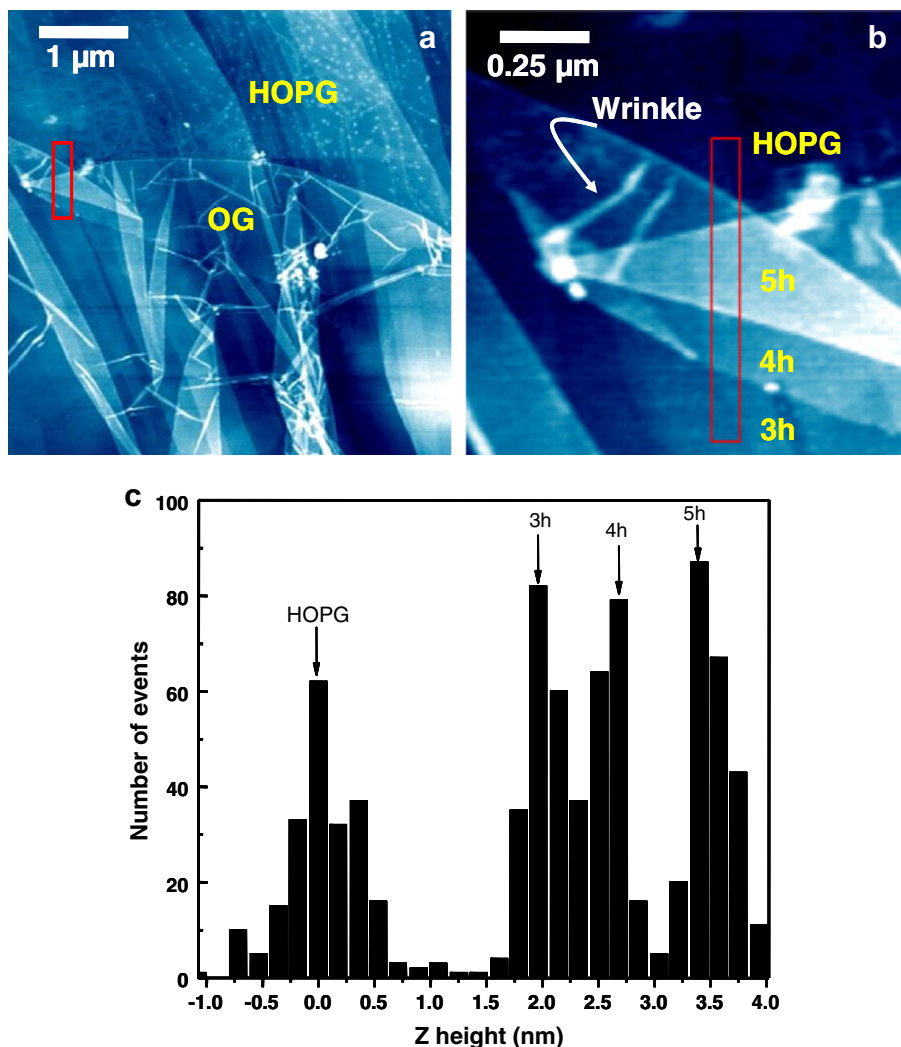 a
1 µm
HOPG
OG
b
0.25 µm
Wrinkle
HOPG
5h
4h
3h
c
100
80
60
40
20
0
Number of events
HOPG
3h
4h
5h
-1.0 -0.5 0.0 0.5 1.0 1.5 2.0 2.5 3.0 3.5 4.0
Z height (nm)